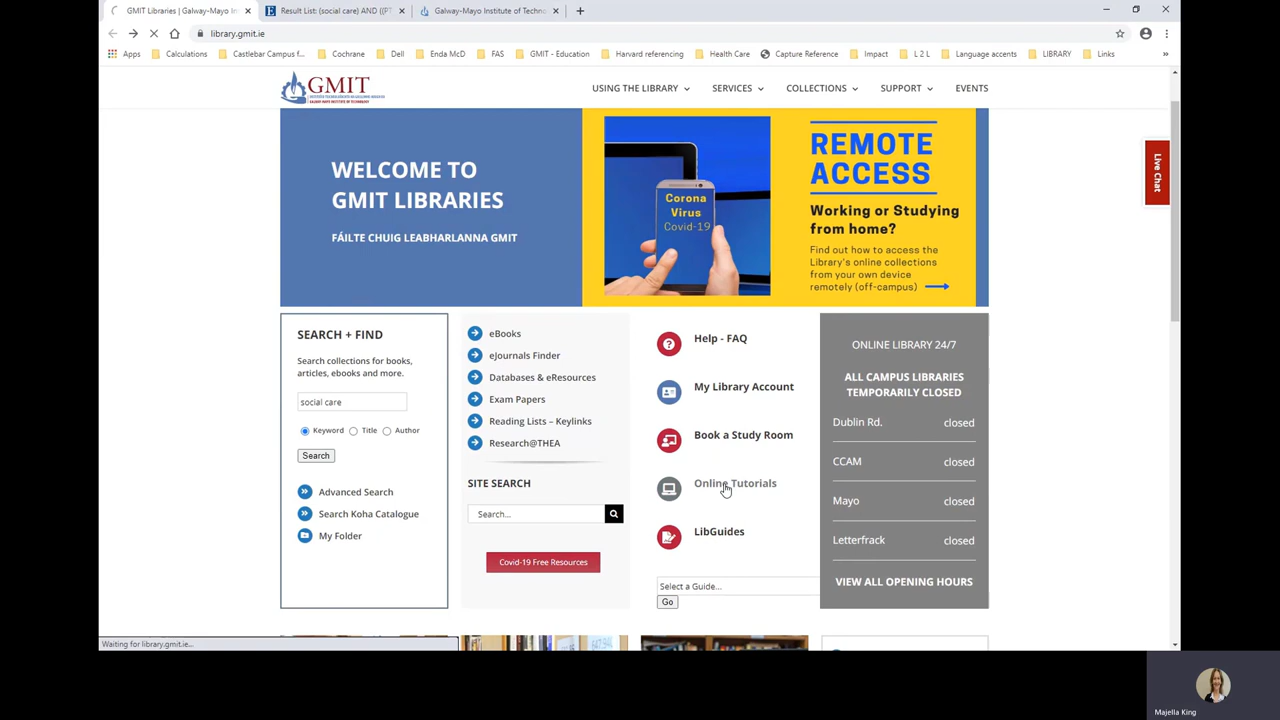 GMIT Libraries | Galway-Mayo In
Result List: (social care) AND ((PT
Galway-Mayo Institute of Techno
library.gmit.ie
Apps
Calculations
Castlebar Campus f...
Cochrane
Dell
Enda McD
FAS
GMIT - Education
Harvard referencing
Health Care
Capture Reference
Impact
L 2 L
Language accents
LIBRARY
Links
»
GMIT
USING THE LIBRARY
SERVICES
COLLECTIONS
SUPPORT
EVENTS
WELCOME TO
GMIT LIBRARIES
FÁILTE CHUIG LEABHARLANNA GMIT
Corona
Virus
Covid-19
REMOTE
ACCESS
Working or Studying
from home?
Find out how to access the
Library's online collections
from your own device
remotely (off-campus)
Live Chat
SEARCH + FIND
Search collections for books,
articles, ebooks and more.
social care
Keyword
Title
Author
Search
Advanced Search
Search Koha Catalogue
My Folder
eBooks
eJournals Finder
Databases & eResources
Exam Papers
Reading Lists – Keylinks
Research@THEA
SITE SEARCH
Search...
Covid-19 Free Resources
Help - FAQ
My Library Account
Book a Study Room
Online Tutorials
LibGuides
Select a Guide...
Go
ONLINE LIBRARY 24/7
ALL CAMPUS LIBRARIES
TEMPORARILY CLOSED
Dublin Rd. closed
CCAM closed
Mayo closed
Letterfrack closed
VIEW ALL OPENING HOURS
Waiting for library.gmit.ie...
Majella King